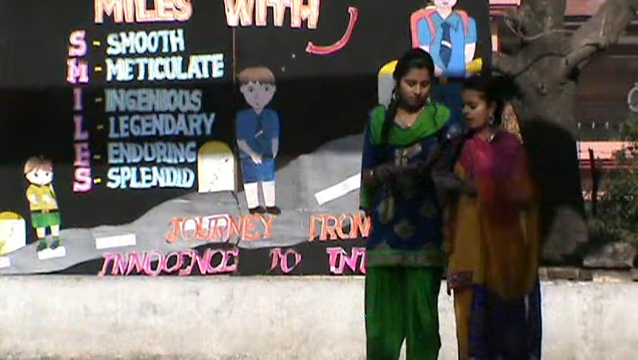 MILES WITH
S - SMOOTH
M - METICULATE
I - INGENIOUS
L - LEGENDARY
E - ENDURING
S - SPLENDID
JOURNEY FROM
INNOCENCE TO